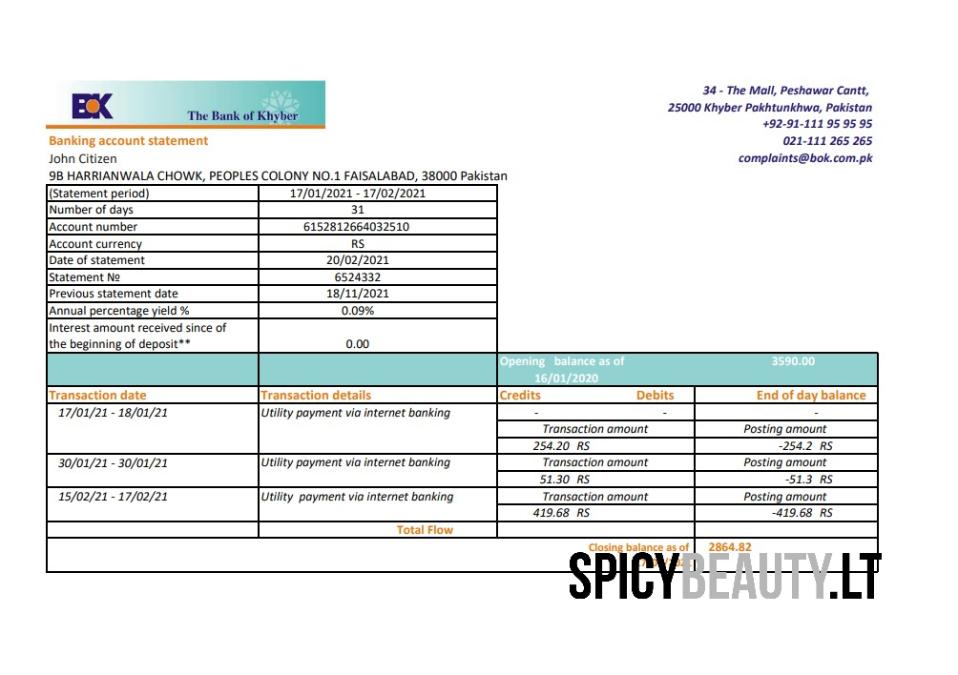 BOK The Bank of Khyber
34 - The Mall, Peshawar Cantt,
25000 Khyber Pakhtunkhwa, Pakistan
+92-91-111 95 95 95
021-111 265 265
complaints@bok.com.pk
Banking account statement
John Citizen
9B HARRIANWALA CHOWK, PEOPLES COLONY NO.1 FAISALABAD, 38000 Pakistan
(Statement period) 17/01/2021 - 17/02/2021
Number of days 31
Account number 6152812664032510
Account currency RS
Date of statement 20/02/2021
Statement № 6524332
Previous statement date 18/11/2021
Annual percentage yield % 0.09%
Interest amount received since of
the beginning of deposit** 0.00
Opening balance as of 3590.00
16/01/2020
Transaction date Transaction details Credits Debits End of day balance
17/01/21 - 18/01/21 Utility payment via internet banking - - -
Transaction amount Posting amount
254.20 RS -254.2 RS
30/01/21 - 30/01/21 Utility payment via internet banking Transaction amount Posting amount
51.30 RS -51.3 RS
15/02/21 - 17/02/21 Utility payment via internet banking Transaction amount Posting amount
419.68 RS -419.68 RS
Total Flow
Closing balance as of 2864.82
SPICYBEAUTY.LT